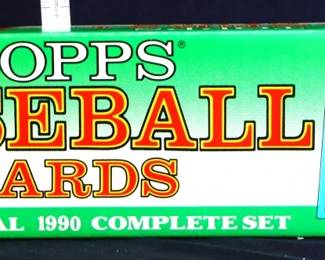 OPPS®
SEBALL
ARDS
AL 1990 COMPLETE SET